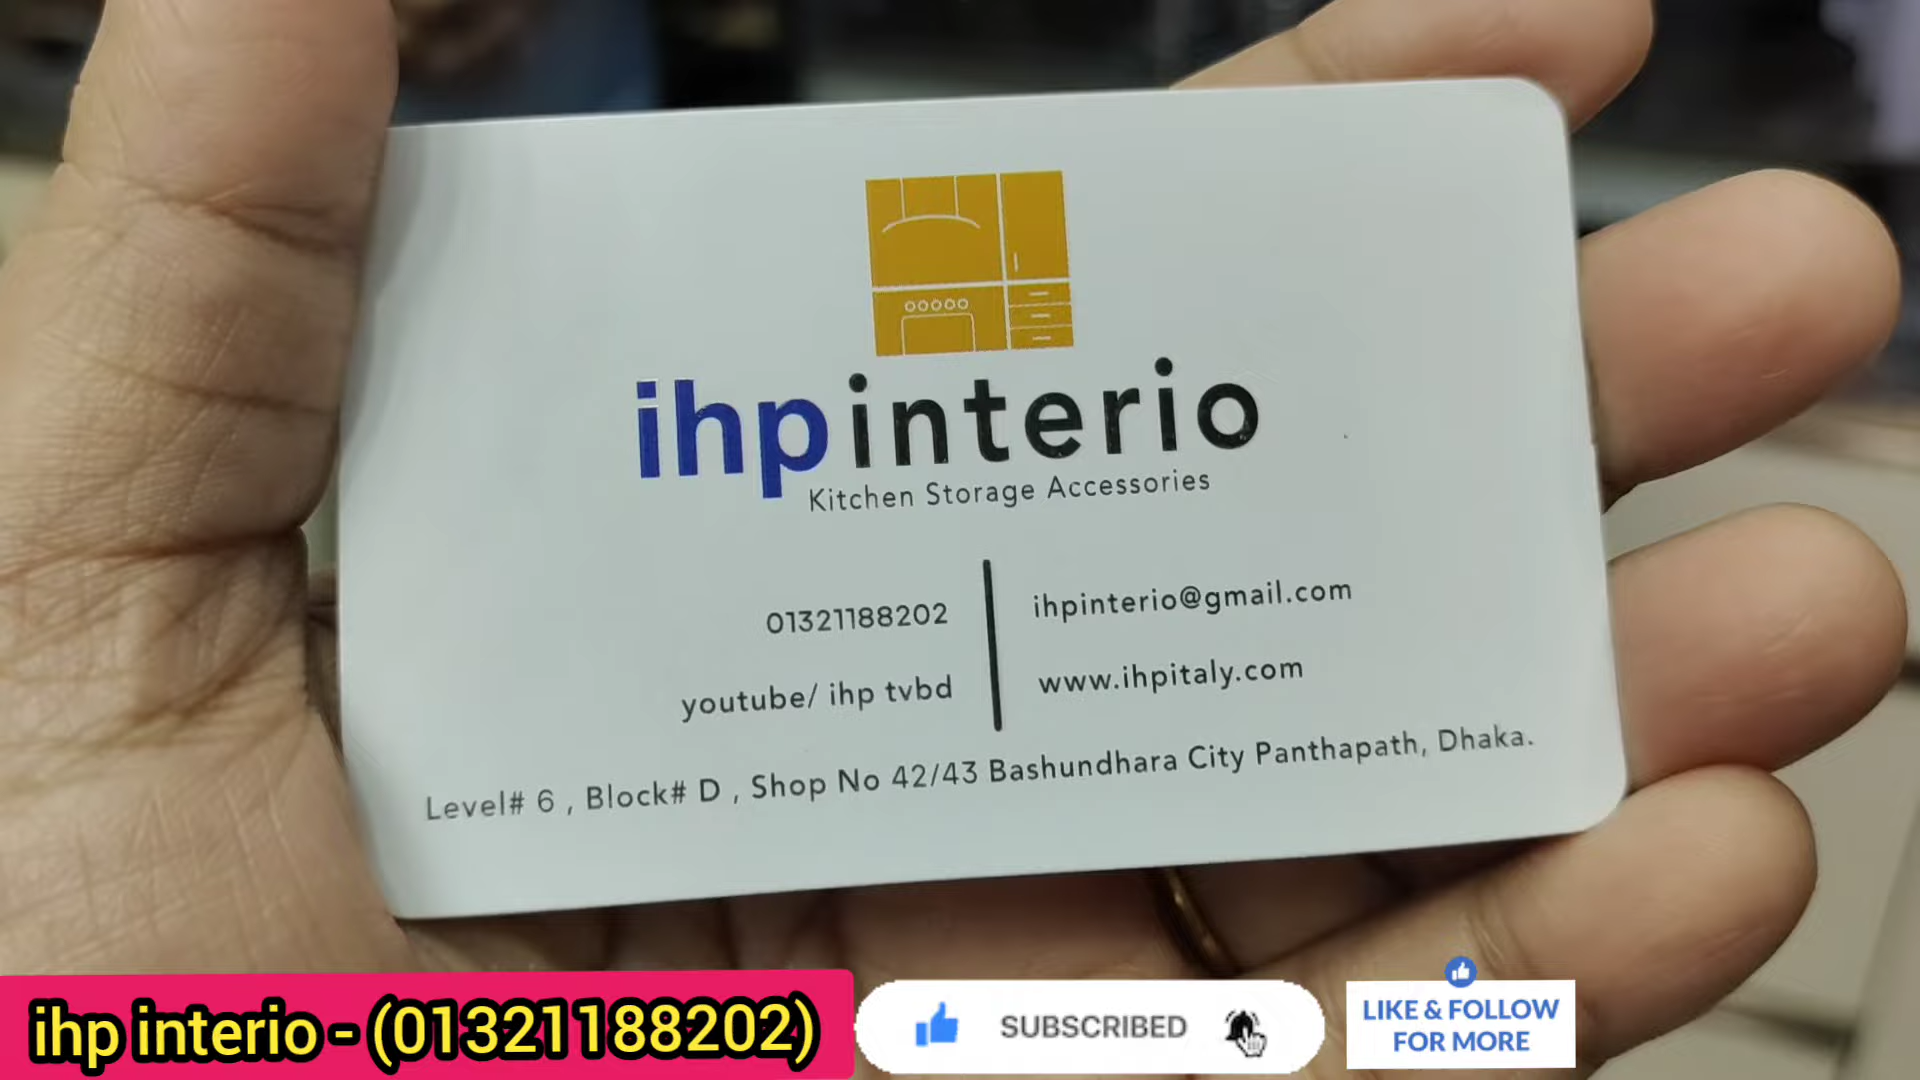 ihpinterio
Kitchen Storage Accessories
01321188202
youtube/ ihp tvbd
ihpinterio@gmail.com
www.ihpitaly.com
Level# 6 , Block# D , Shop No 42/43 Bashundhara City Panthapath, Dhaka.
ihp interio - (01321188202)
SUBSCRIBED
LIKE & FOLLOW
FOR MORE